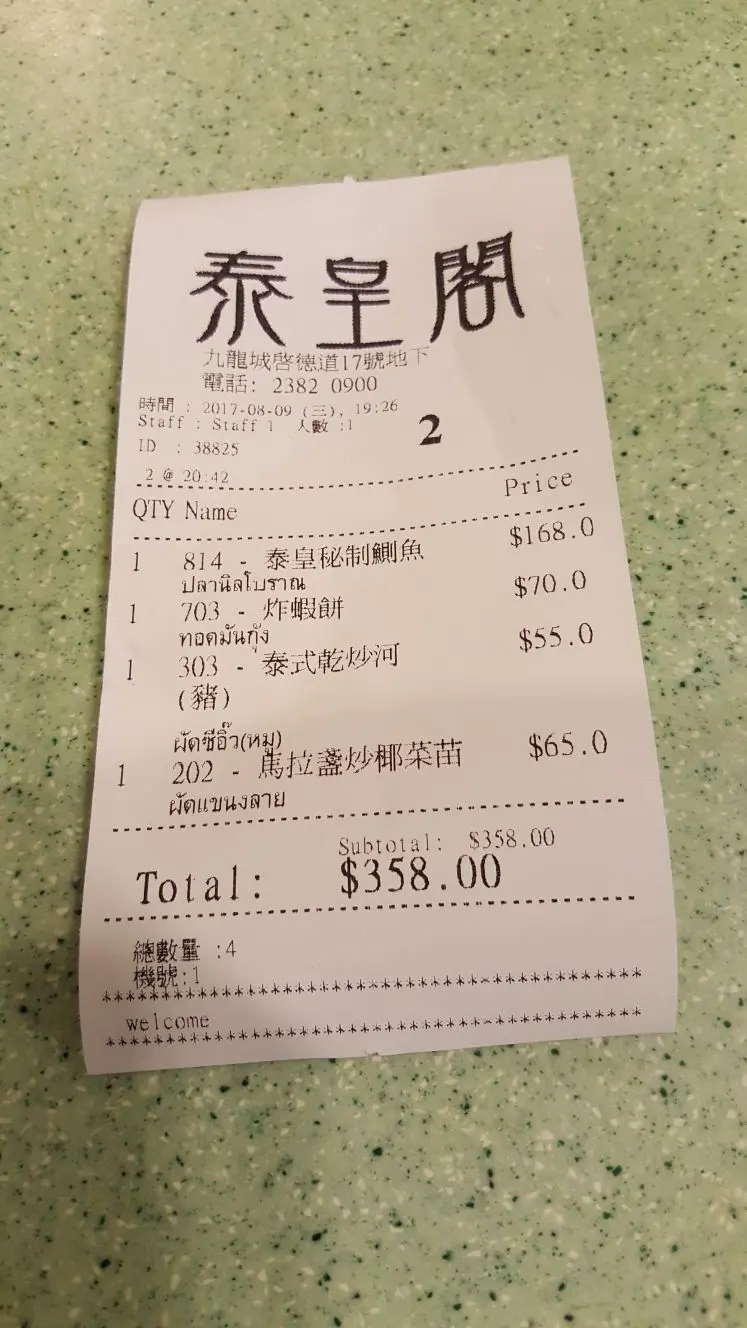 泰皇閣
九龍城啓德道17號地下
電話: 2382 0900
時間 : 2017-08-09 (三), 19:26
Staff : Staff 1 人數 :1
2
ID : 38825
2 @ 20:42
QTY Name Price
1 814 - 泰皇秘制鰂魚 $168.0
ปลานิลโบราณ
1 703 - 炸蝦餅 $70.0
ทอดมันกุ้ง
1 303 - 泰式乾炒河 $55.0
(豬)
ผัดซีอิ๊ว(หมู)
1 202 - 馬拉盞炒椰菜苗 $65.0
ผัดแขนงลาย
Subtotal: $358.00
Total: $358.00
總數量 :4
機號:1
************************************************
welcome
************************************************